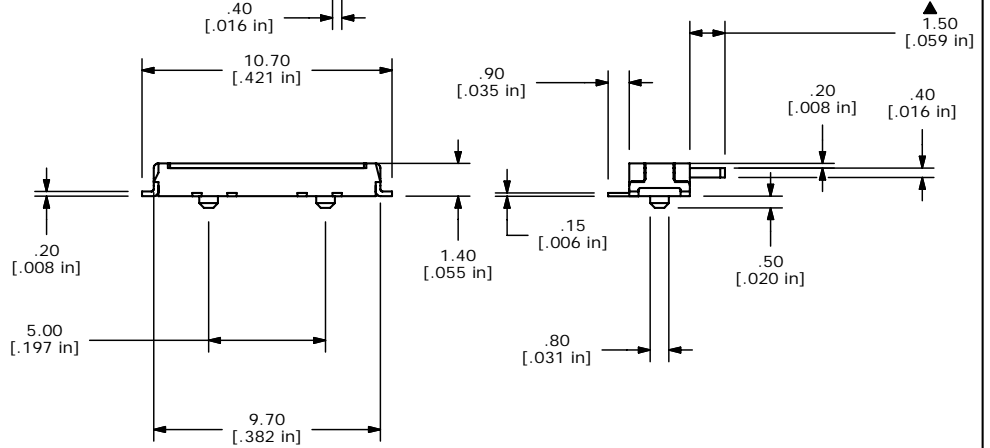 .40
[.016 in]
1.50
[.059 in]
10.70
[.421 in]
.90
[.035 in]
.20
[.008 in]
.40
[.016 in]
.20
[.008 in]
1.40
[.055 in]
.15
[.006 in]
.50
[.020 in]
5.00
[.197 in]
.80
[.031 in]
9.70
[.382 in]